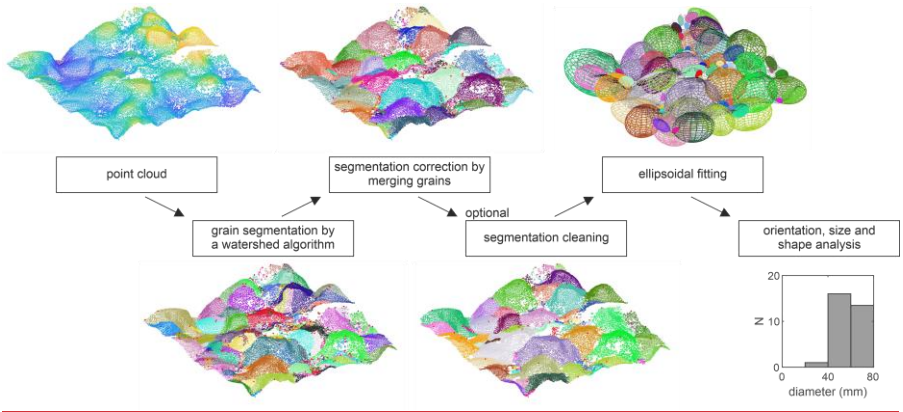 point cloud
segmentation correction by
merging grains
ellipsoidal fitting
grain segmentation by
a watershed algorithm
optional
segmentation cleaning
orientation, size and
shape analysis
20
10
0
N
0
40
80
diameter (mm)